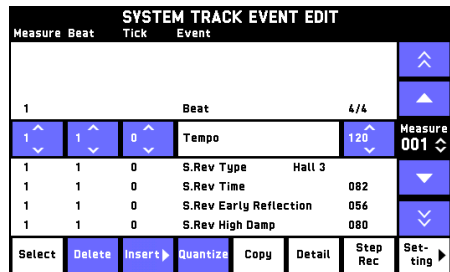 SYSTEM TRACK EVENT EDIT
Measure Beat Tick Event
1 Beat 4/4
1 1 0 Tempo 120
Measure
001
1 1 0 S.Rev Type Hall 3
1 1 0 S.Rev Time 082
1 1 0 S.Rev Early Reflection 056
1 1 0 S.Rev High Damp 080
Select Delete Insert Quantize Copy Detail Step Rec Set-ting